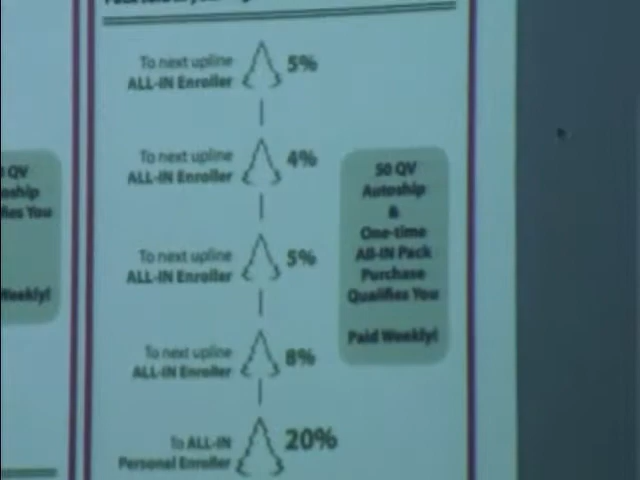 To next upline
ALL-IN Enroller
5%
To next upline
ALL-IN Enroller
4%
To next upline
ALL-IN Enroller
5%
To next upline
ALL-IN Enroller
8%
To ALL-IN
Personal Enroller
20%
50 QV
Autoship
&
One-time
All-IN Pack
Purchase
Qualifies You
Paid Weekly!
QV
Weekly!